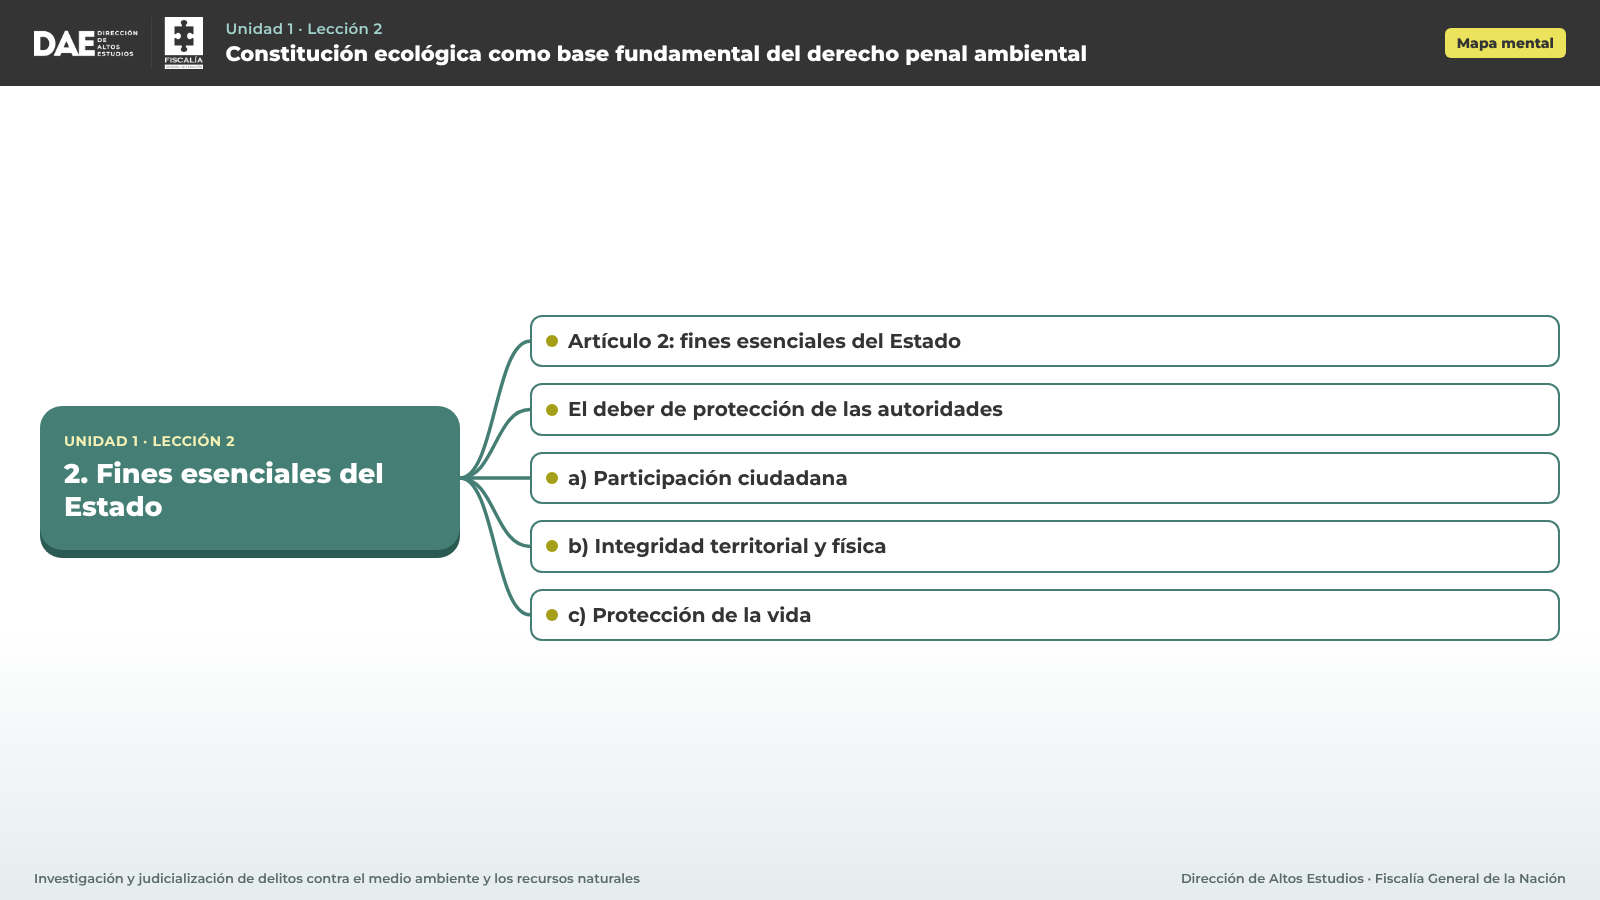 DAE DIRECCIÓN
DE
ALTOS
ESTUDIOS
FISCALÍA
Unidad 1 · Lección 2
Constitución ecológica como base fundamental del derecho penal ambiental
Mapa mental
UNIDAD 1 · LECCIÓN 2
2. Fines esenciales del
Estado
Artículo 2: fines esenciales del Estado
El deber de protección de las autoridades
a) Participación ciudadana
b) Integridad territorial y física
c) Protección de la vida
Investigación y judicialización de delitos contra el medio ambiente y los recursos naturales
Dirección de Altos Estudios · Fiscalía General de la Nación